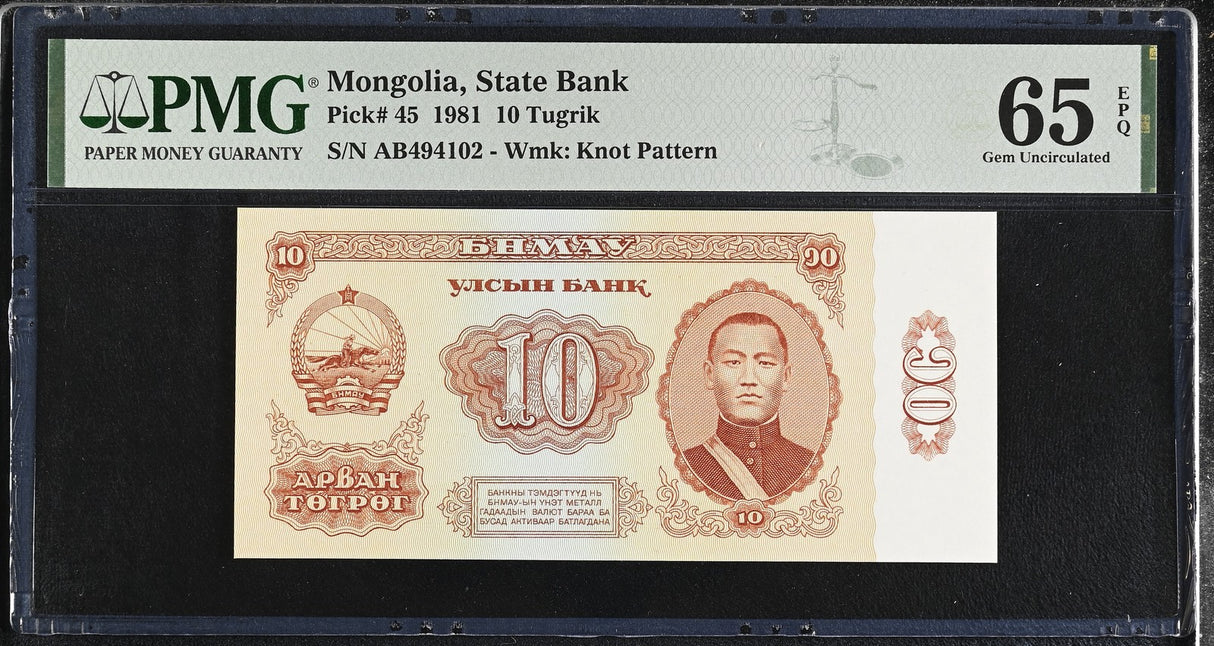 PMG®
PAPER MONEY GUARANTY
Mongolia, State Bank
Pick# 45 1981 10 Tugrik
S/N AB494102 - Wmk: Knot Pattern
65
EPQ
Gem Uncirculated
10
БНМАУ
10
УЛСЫН БАНК
БНМАУ
10
АРВАН
ТӨГРӨГ
БАНКНЫ ТЭМДЭГТҮҮД НЬ
БНМАУ-ЫН ҮНЭТ МЕТАЛЛ
ГАДААДЫН ВАЛЮТ БАРАА БА
БУСАД АКТИВААР БАТЛАГДАНА
10